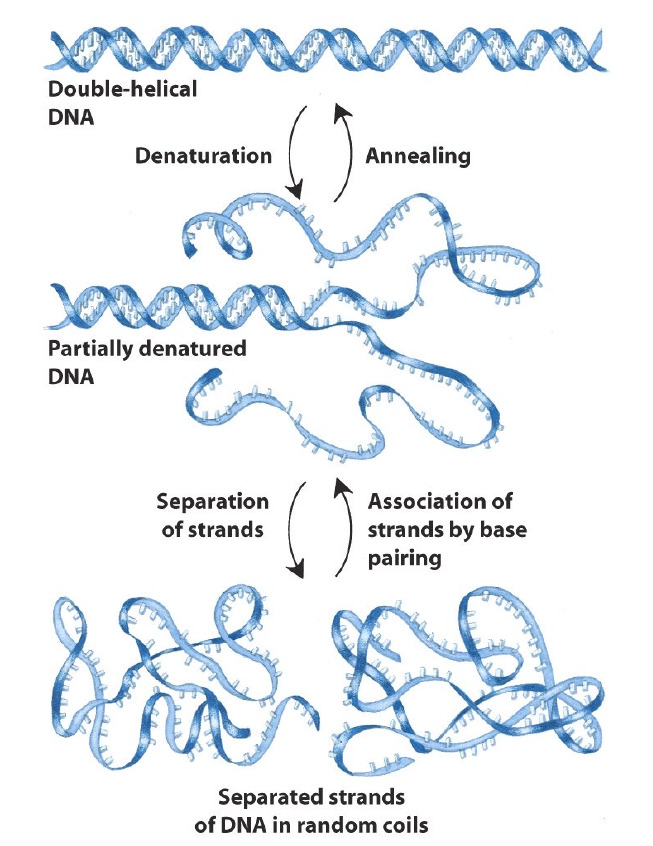 Double-helical
DNA
Denaturation
Annealing
Partially denatured
DNA
Separation
of strands
Association of
strands by base
pairing
Separated strands
of DNA in random coils